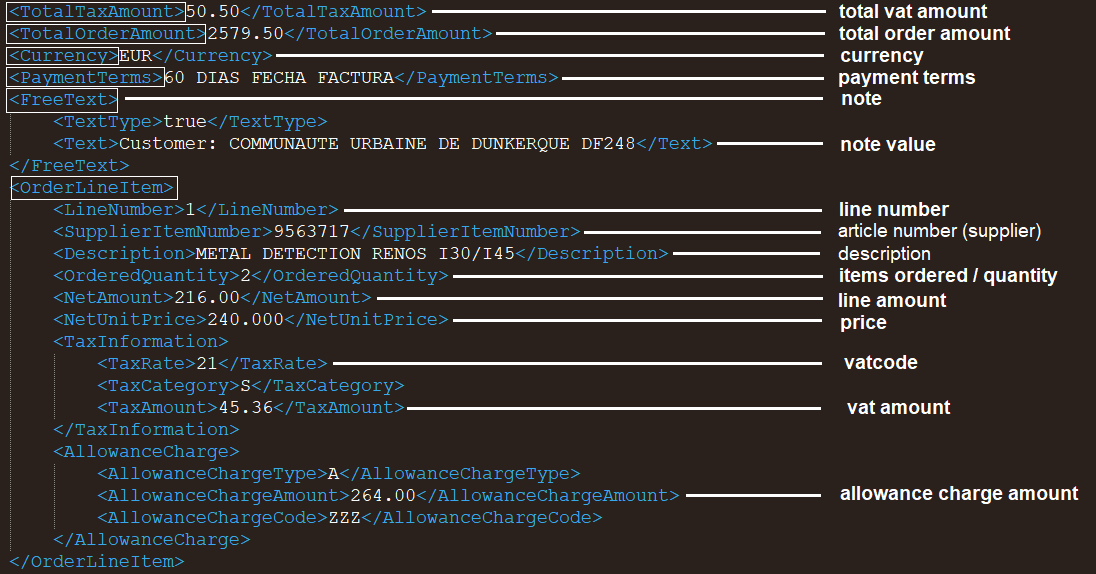 <TotalTaxAmount>50.50</TotalTaxAmount> total vat amount
<TotalOrderAmount>2579.50</TotalOrderAmount> total order amount
<Currency>EUR</Currency> currency
<PaymentTerms>60 DIAS FECHA FACTURA</PaymentTerms> payment terms
<FreeText> note
<TextType>true</TextType>
<Text>Customer: COMMUNAUTE URBAINE DE DUNKERQUE DF248</Text> note value
</FreeText>
<OrderLineItem>
<LineNumber>1</LineNumber> line number
<SupplierItemNumber>9563717</SupplierItemNumber> article number (supplier)
<Description>METAL DETECTION RENOS I30/I45</Description> description
<OrderedQuantity>2</OrderedQuantity> items ordered / quantity
<NetAmount>216.00</NetAmount> line amount
<NetUnitPrice>240.000</NetUnitPrice> price
<TaxInformation>
<TaxRate>21</TaxRate> vatcode
<TaxCategory>S</TaxCategory>
<TaxAmount>45.36</TaxAmount> vat amount
</TaxInformation>
<AllowanceCharge>
<AllowanceChargeType>A</AllowanceChargeType>
<AllowanceChargeAmount>264.00</AllowanceChargeAmount> allowance charge amount
<AllowanceChargeCode>ZZZ</AllowanceChargeCode>
</AllowanceCharge>
</OrderLineItem>